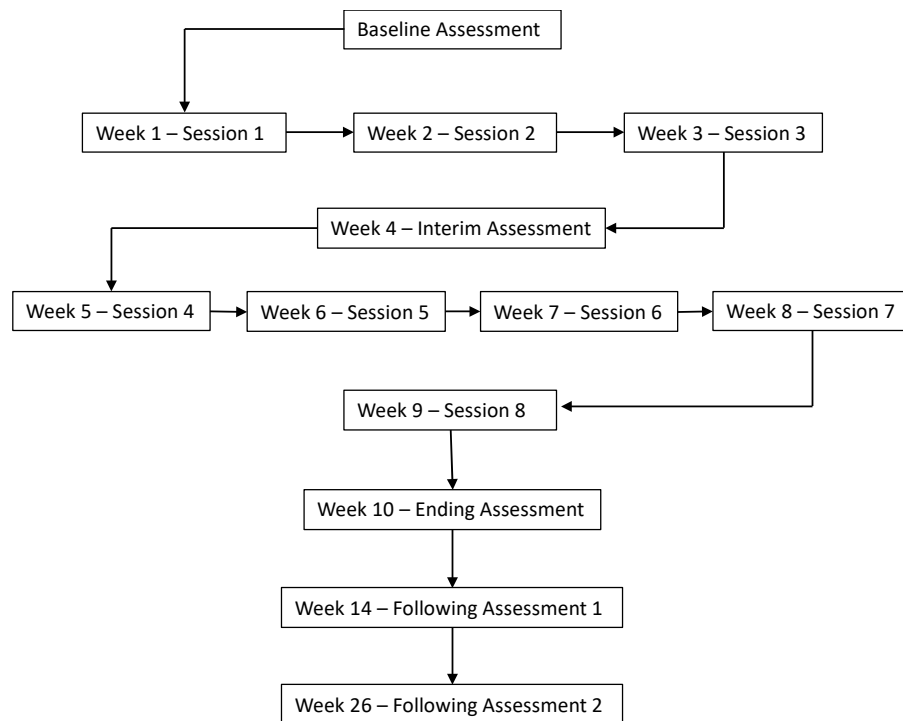 Baseline Assessment
Week 1 – Session 1
Week 2 – Session 2
Week 3 – Session 3
Week 4 – Interim Assessment
Week 5 – Session 4
Week 6 – Session 5
Week 7 – Session 6
Week 8 – Session 7
Week 9 – Session 8
Week 10 – Ending Assessment
Week 14 – Following Assessment 1
Week 26 – Following Assessment 2